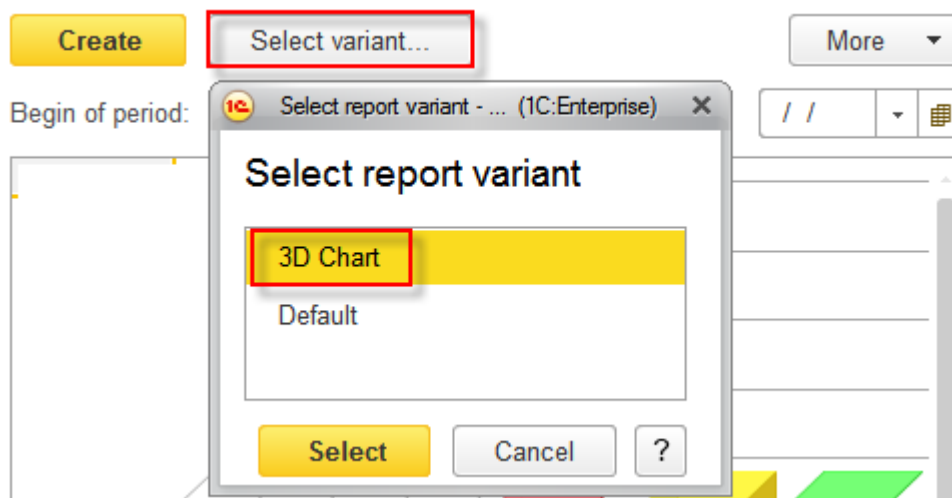 Create
Select variant...
More
Begin of period:
1C
Select report variant - ... (1C:Enterprise)
/ /
Select report variant
3D Chart
Default
Select
Cancel
?